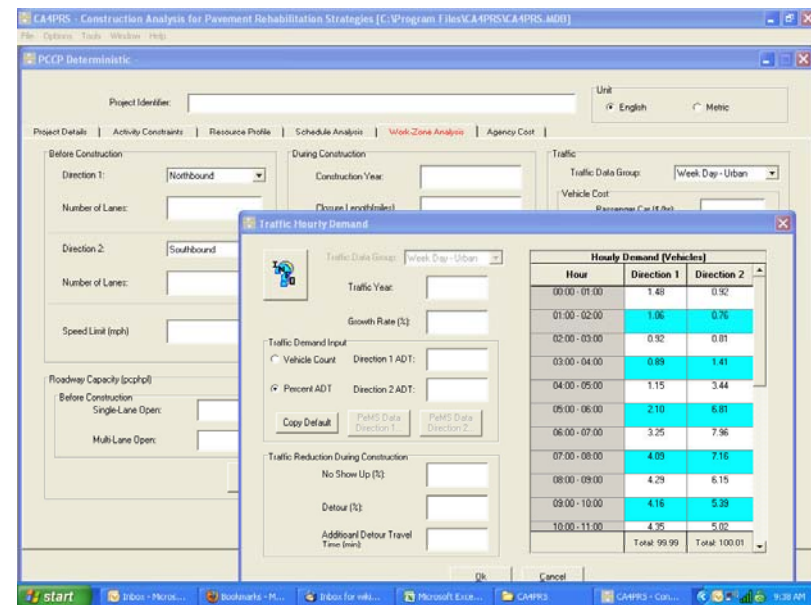 CA4PRS - Construction Analysis for Pavement Rehabilitation Strategies [C:\Program Files\CA4PRS\CA4PRS.MDB]
File Options Tools Window Help
PCCP Deterministic -
Unit
Project Identifier:
English Metric
Project Details | Activity Constraints | Resource Profile | Schedule Analysis | Work-Zone Analysis | Agency Cost |
Before Construction
During Construction
Traffic
Direction 1: Northbound
Construction Year:
Traffic Data Group: Week Day - Urban
Vehicle Cost
Number of Lanes:
Closure Length(miles)
Passenger Car ($/hr)
Direction 2: Southbound
Number of Lanes:
Speed Limit (mph)
Roadway Capacity (pcphpl)
Before Construction
Single-Lane Open:
Multi-Lane Open:
Traffic Hourly Demand
Traffic Data Group: Week Day - Urban
Traffic Year:
Growth Rate (%):
Traffic Demand Input
Vehicle Count Direction 1 ADT:
Percent ADT Direction 2 ADT:
Copy Default
PeMS Data Direction 1...
PeMS Data Direction 2...
Traffic Reduction During Construction
No Show Up (%):
Detour (%):
Additioanl Detour Travel
Time (min):
Hourly Demand (Vehicles)
Hour Direction 1 Direction 2
00:00 - 01:00 1.48 0.92
01:00 - 02:00 1.06 0.76
02:00 - 03:00 0.92 0.81
03:00 - 04:00 0.89 1.41
04:00 - 05:00 1.15 3.44
05:00 - 06:00 2.10 6.81
06:00 - 07:00 3.25 7.96
07:00 - 08:00 4.09 7.16
08:00 - 09:00 4.29 6.15
09:00 - 10:00 4.16 5.39
10:00 - 11:00 4.35 5.02
Total: 99.99 Total: 100.01
Ok Cancel
start Inbox - Micros... Bookmarks - M... Inbox for niki... Microsoft Exce... CA4PRS CA4PRS - Con... 9:38 AM